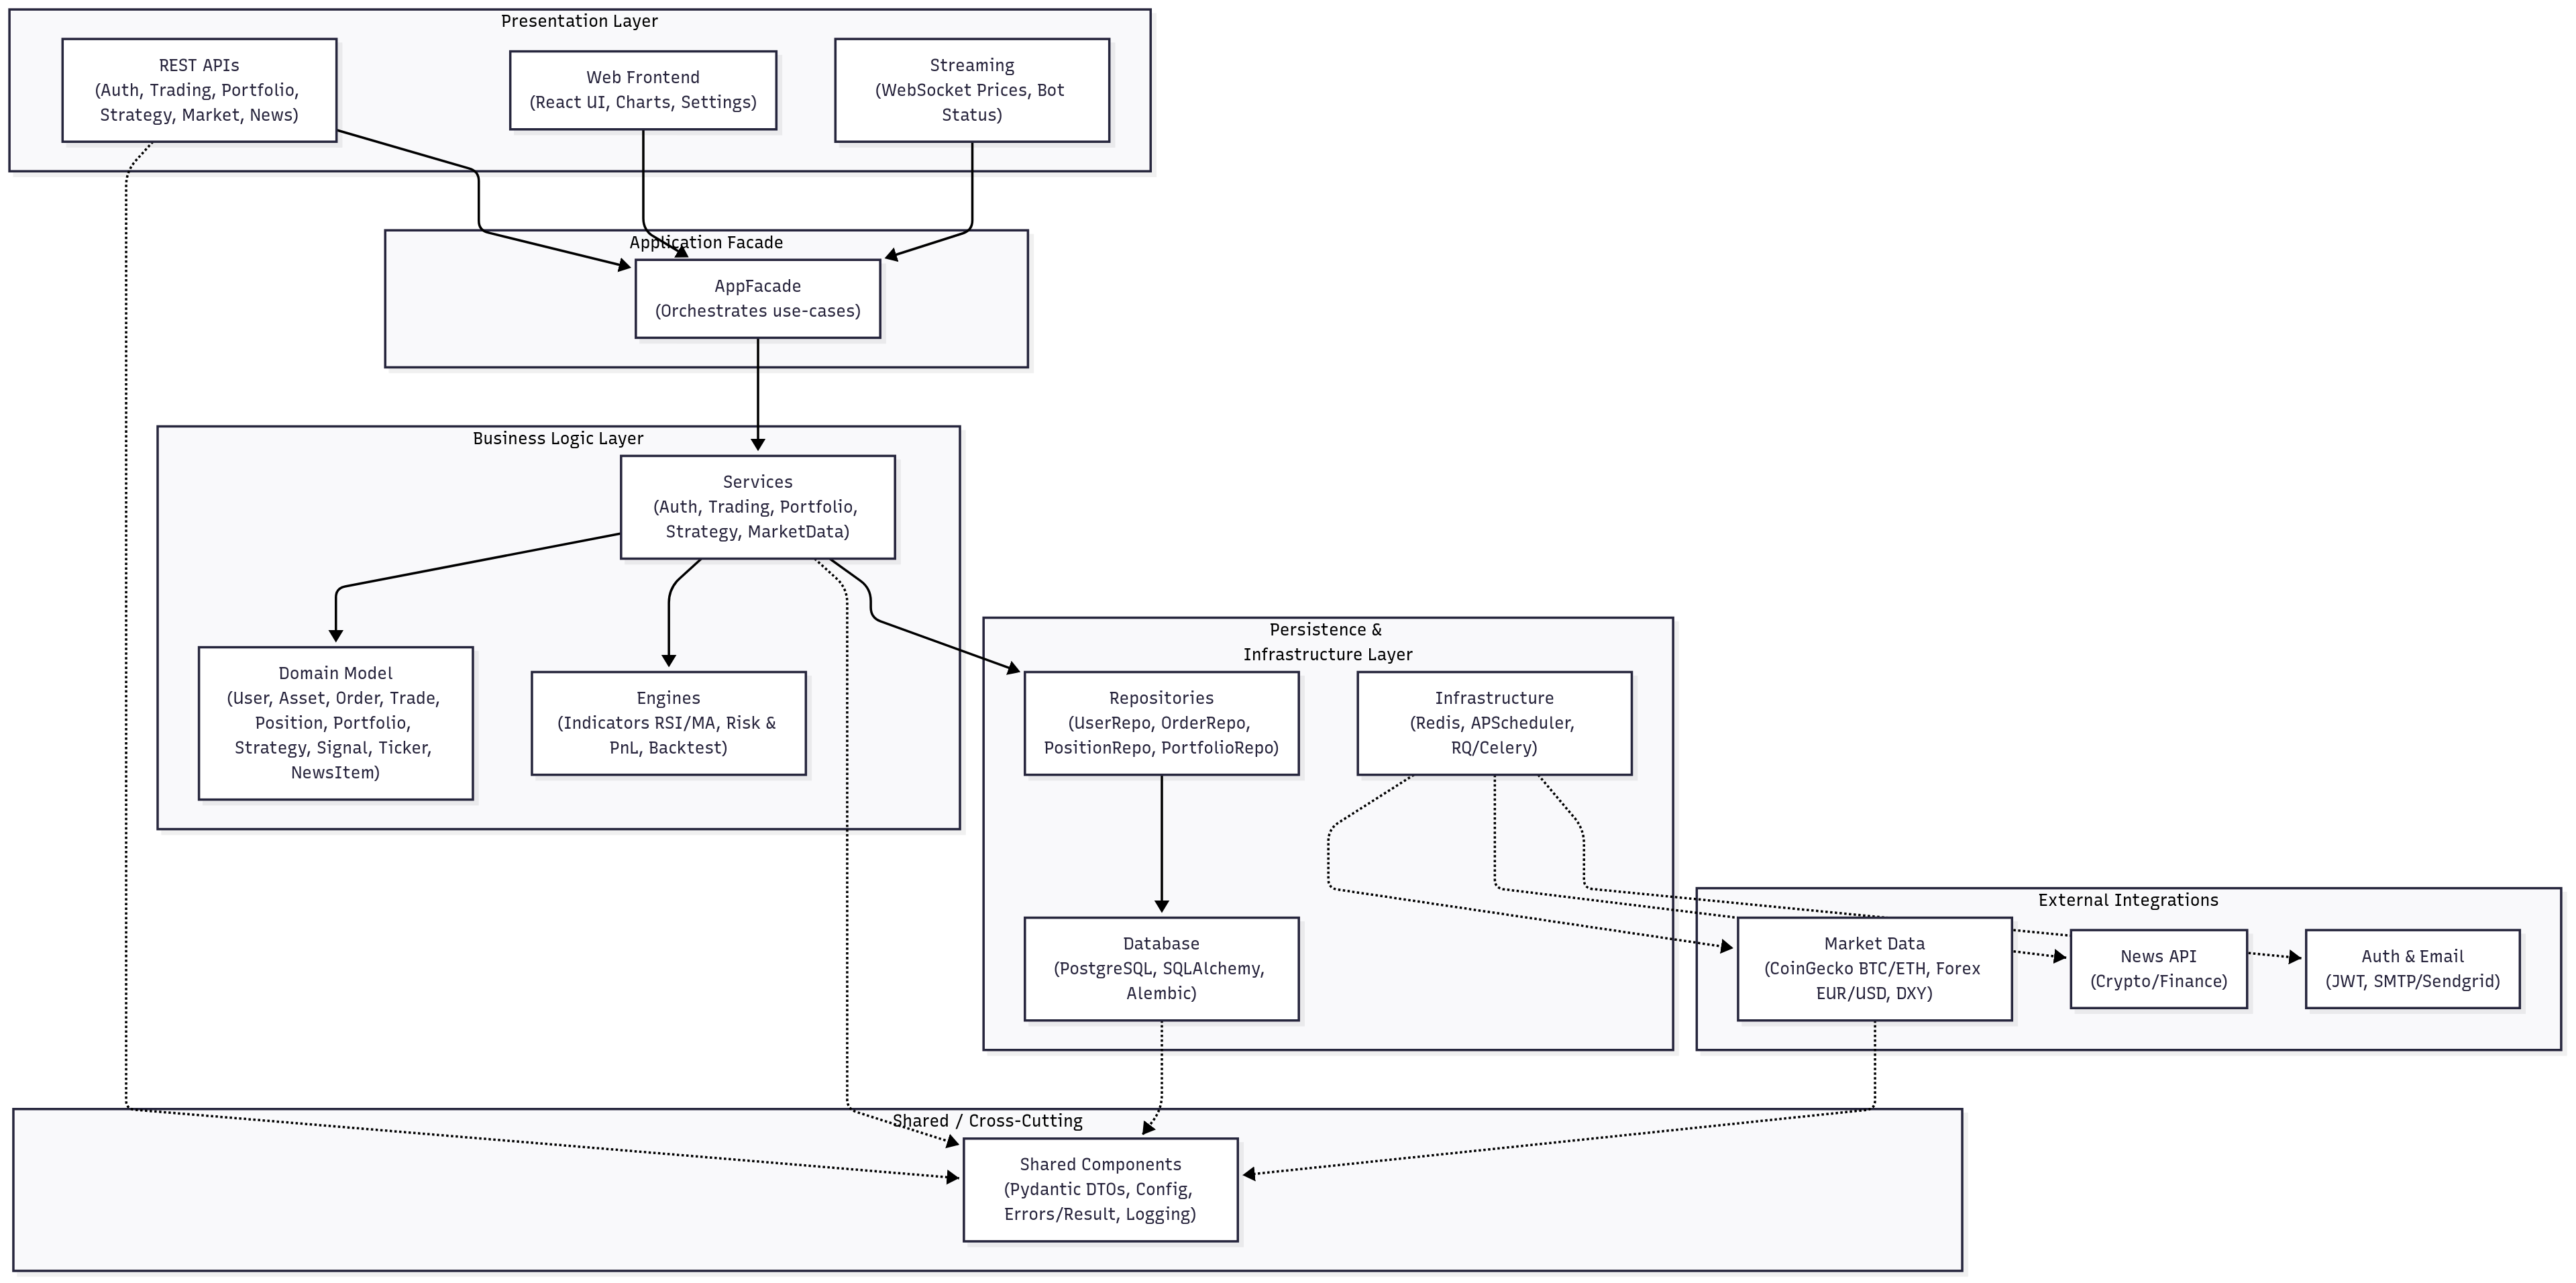 Presentation Layer
REST APIs
(Auth, Trading, Portfolio,
Strategy, Market, News)
Web Frontend
(React UI, Charts, Settings)
Streaming
(WebSocket Prices, Bot
Status)
Application Facade
AppFacade
(Orchestrates use-cases)
Business Logic Layer
Services
(Auth, Trading, Portfolio,
Strategy, MarketData)
Domain Model
(User, Asset, Order, Trade,
Position, Portfolio,
Strategy, Signal, Ticker,
NewsItem)
Engines
(Indicators RSI/MA, Risk &
PnL, Backtest)
Persistence &
Infrastructure Layer
Repositories
(UserRepo, OrderRepo,
PositionRepo, PortfolioRepo)
Infrastructure
(Redis, APScheduler,
RQ/Celery)
Database
(PostgreSQL, SQLAlchemy,
Alembic)
External Integrations
Market Data
(CoinGecko BTC/ETH, Forex
EUR/USD, DXY)
News API
(Crypto/Finance)
Auth & Email
(JWT, SMTP/Sendgrid)
Shared / Cross-Cutting
Shared Components
(Pydantic DTOs, Config,
Errors/Result, Logging)